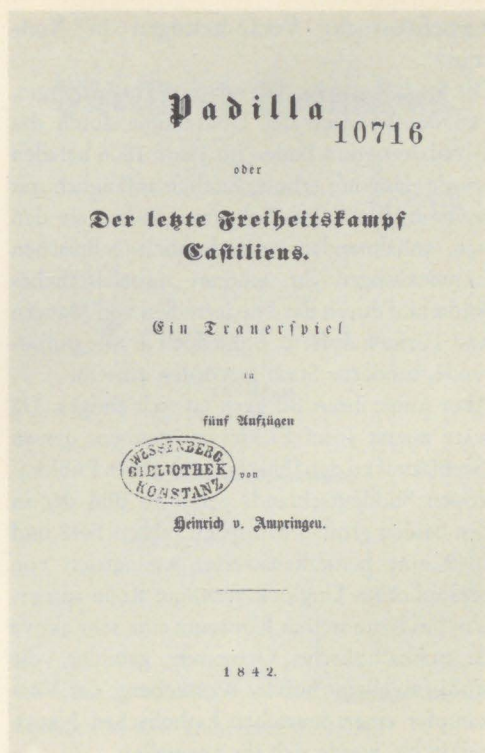 Padilla
10716
oder
Der letzte Freiheitskampf
Castiliens.
Ein Trauerspiel
in
fünf Aufzügen
WESSENBERG
BIBLIOTHEK
KONSTANZ
von
Heinrich v. Ampringen.
1842.